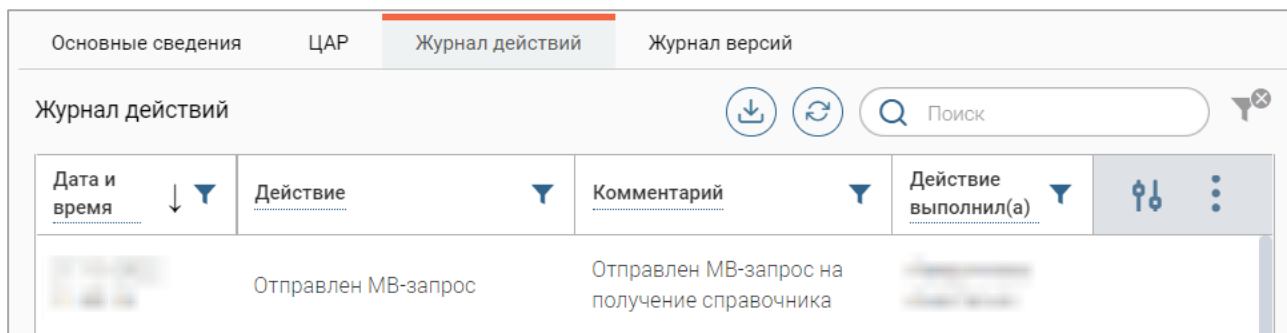 Основные сведения ЦАР Журнал действий Журнал версий
Журнал действий Поиск
Дата и время Действие Комментарий Действие выполнил(а)
Отправлен МВ-запрос
Отправлен МВ-запрос на
получение справочника